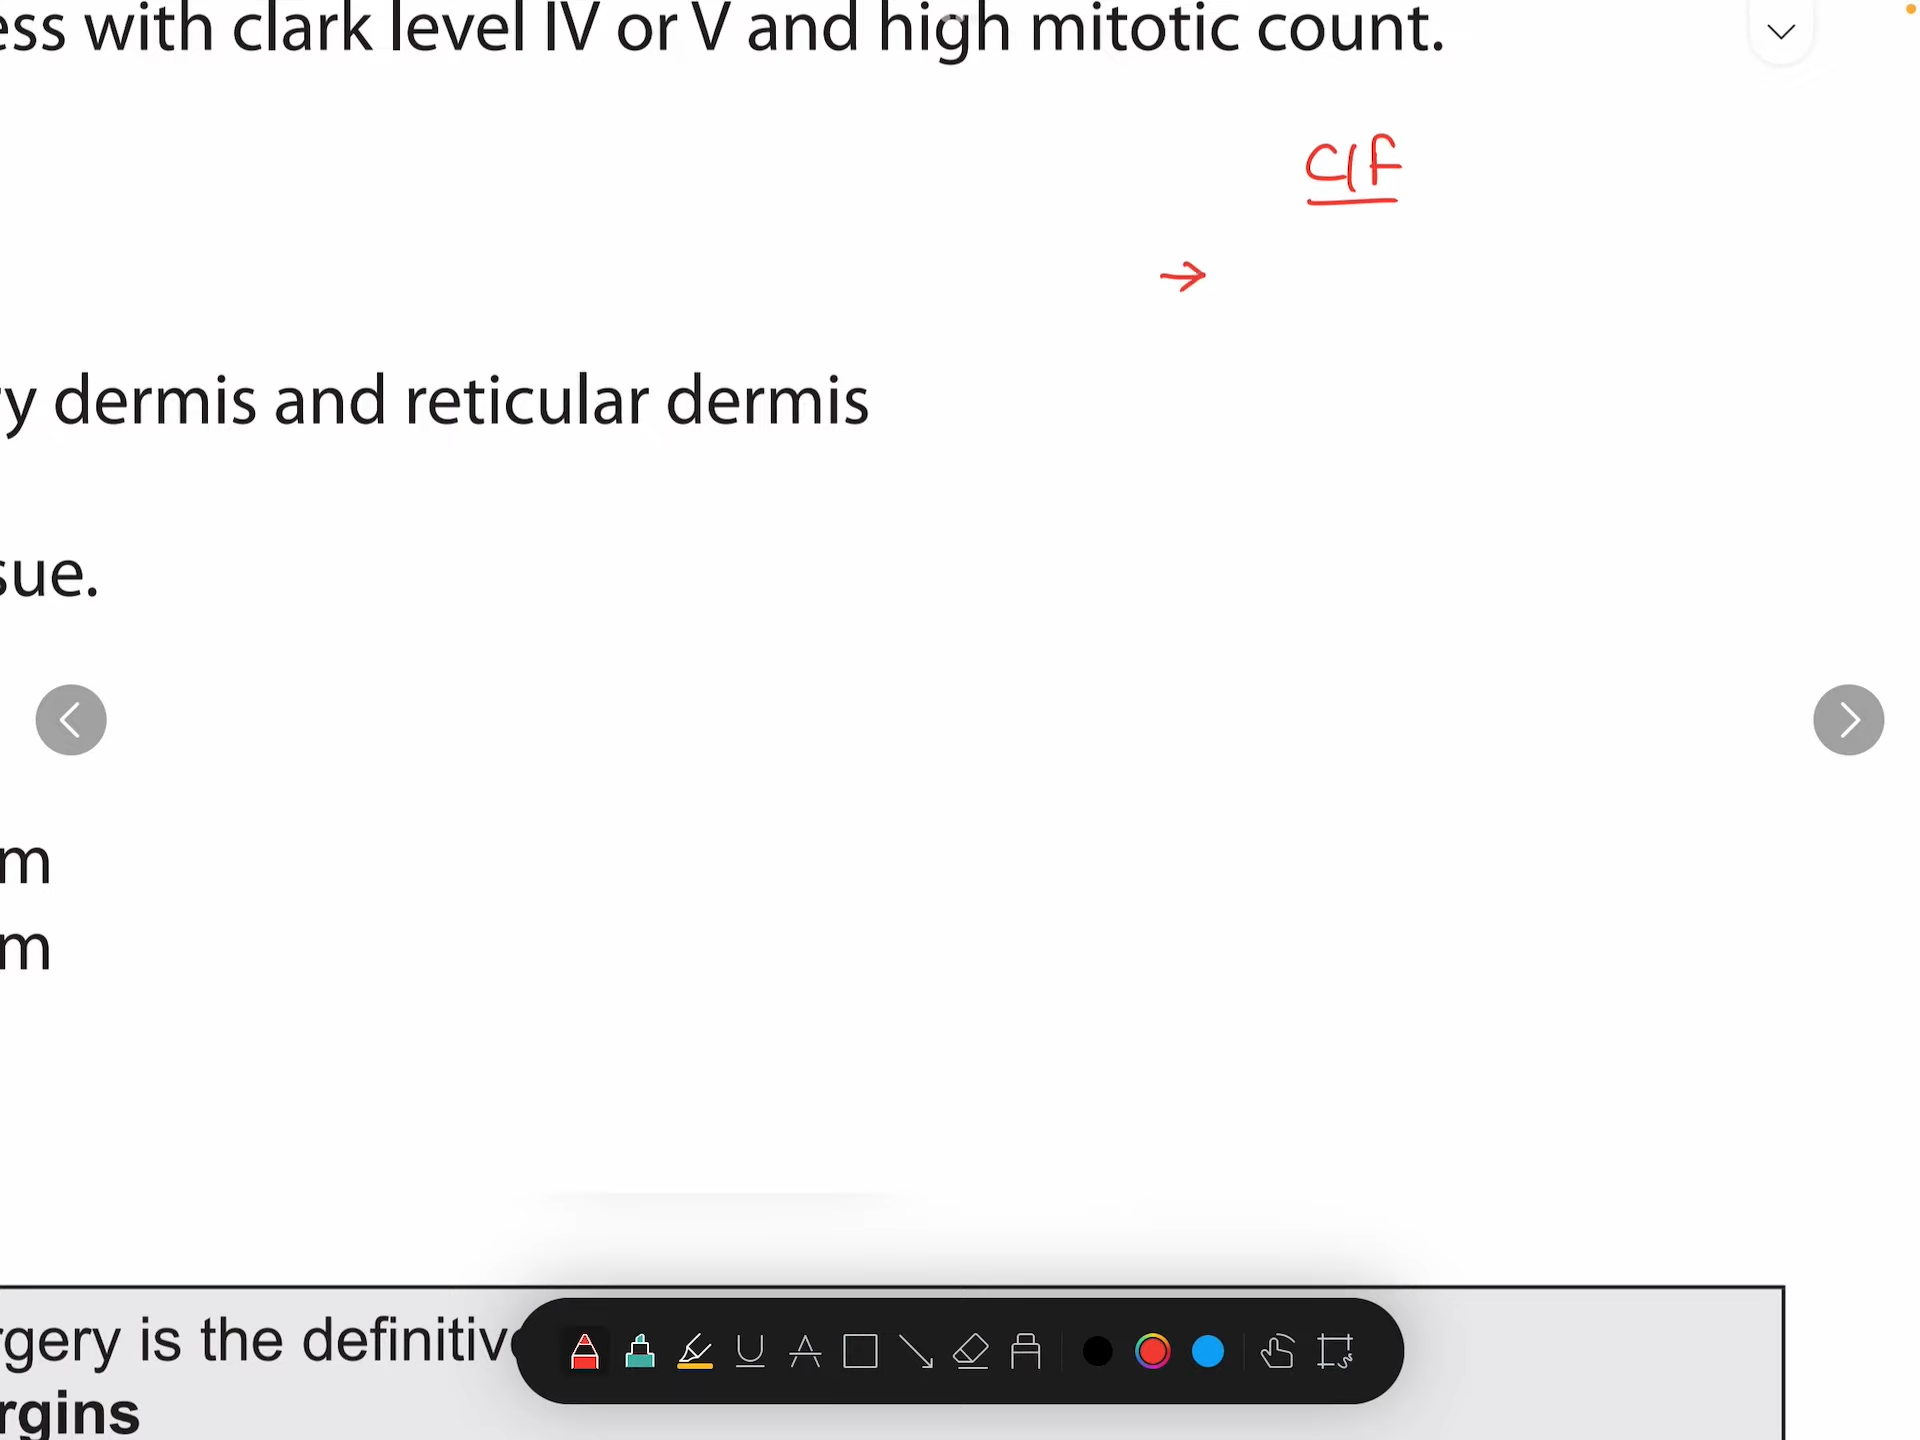 ess with clark level IV or V and high mitotic count.
C/F
→
y dermis and reticular dermis
sue.
m
m
rgery is the definitiv
rgins